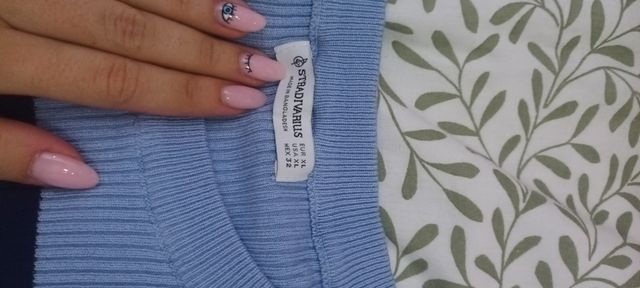 STRADIVARIUS
MADE IN BANGLADESH
EUR XL
USA XL
MEX 32